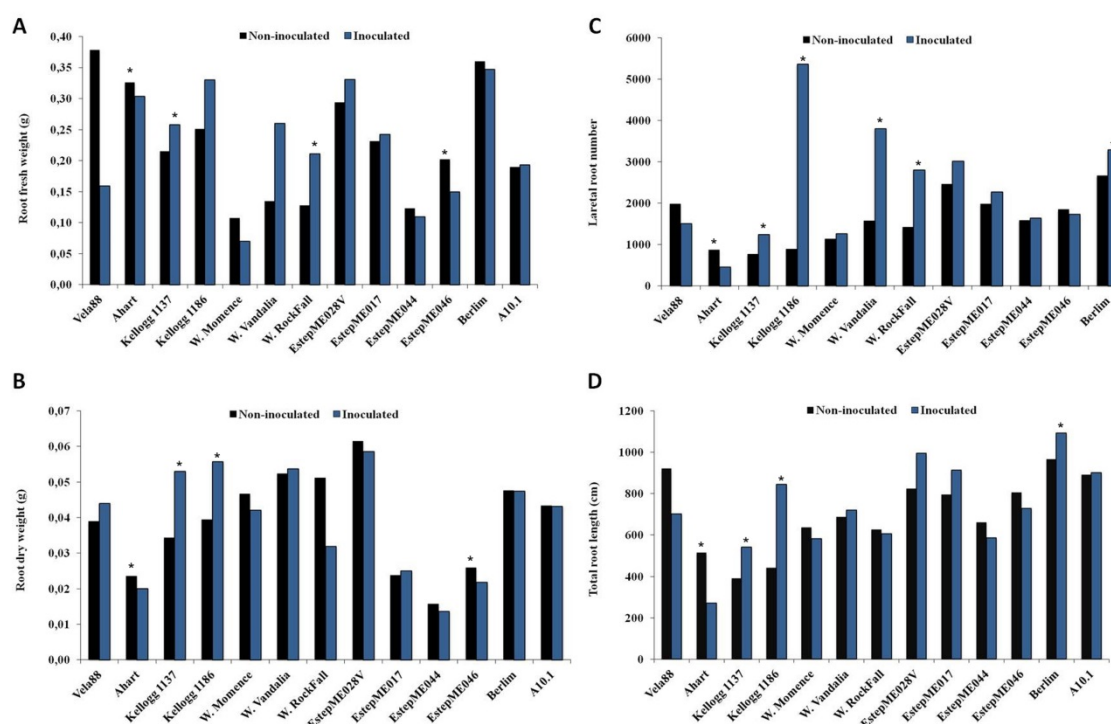 A
Non-inoculated Inoculated
Root fresh weight (g)
0,40
0,35
0,30
0,25
0,20
0,15
0,10
0,05
0,00
* * * *
Vela88 Ahart Kellogg 1137 Kellogg 1186 W. Momence W. Vandalia W. RockFall EstepME028V EstepME017 EstepME044 EstepME046 Berlim A10.1
C
Non-inoculated Inoculated
Laretal root number
6000
5000
4000
3000
2000
1000
0
* * * * *
Vela88 Ahart Kellogg 1137 Kellogg 1186 W. Momence W. Vandalia W. RockFall EstepME028V EstepME017 EstepME044 EstepME046 Berlim
B
Non-inoculated Inoculated
Root dry weight (g)
0,07
0,06
0,05
0,04
0,03
0,02
0,01
0,00
* * * *
Vela88 Ahart Kellogg 1137 Kellogg 1186 W. Momence W. Vandalia W. RockFall EstepME028V EstepME017 EstepME044 EstepME046 Berlim A10.1
D
Non-inoculated Inoculated
Total root length (cm)
1200
1000
800
600
400
200
0
* * * *
Vela88 Ahart Kellogg 1137 Kellogg 1186 W. Momence W. Vandalia W. RockFall EstepME028V EstepME017 EstepME044 EstepME046 Berlim A10.1